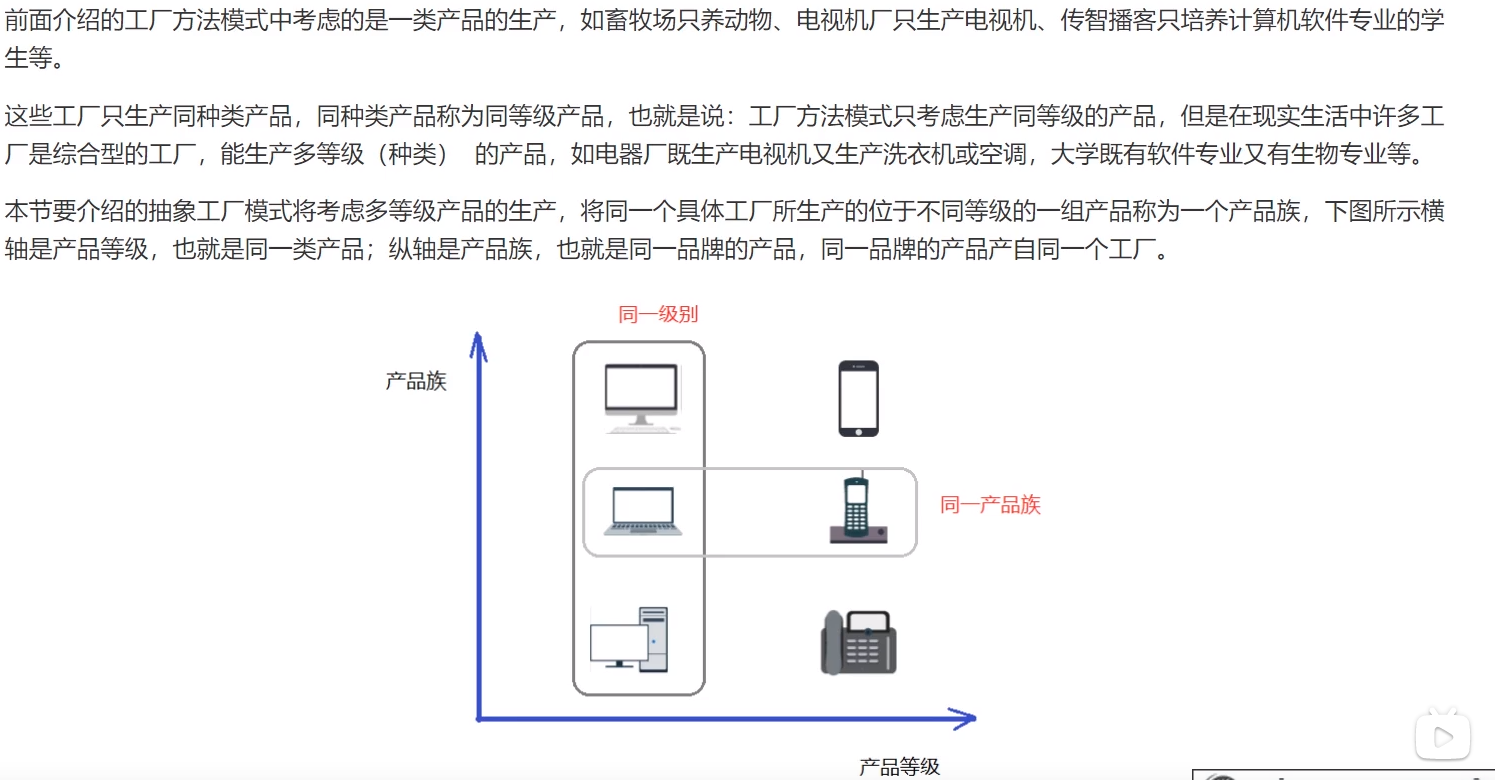 前面介绍的工厂方法模式中考虑的是一类产品的生产，如畜牧场只养动物、电视机厂只生产电视机、传智播客只培养计算机软件专业的学
生等。
这些工厂只生产同种类产品，同种类产品称为同等级产品，也就是说：工厂方法模式只考虑生产同等级的产品，但是在现实生活中许多工
厂是综合型的工厂，能生产多等级（种类） 的产品，如电器厂既生产电视机又生产洗衣机或空调，大学既有软件专业又有生物专业等。
本节要介绍的抽象工厂模式将考虑多等级产品的生产，将同一个具体工厂所生产的位于不同等级的一组产品称为一个产品族，下图所示横
轴是产品等级，也就是同一类产品；纵轴是产品族，也就是同一品牌的产品，同一品牌的产品产自同一个工厂。
同一级别
产品族
同一产品族
产品等级